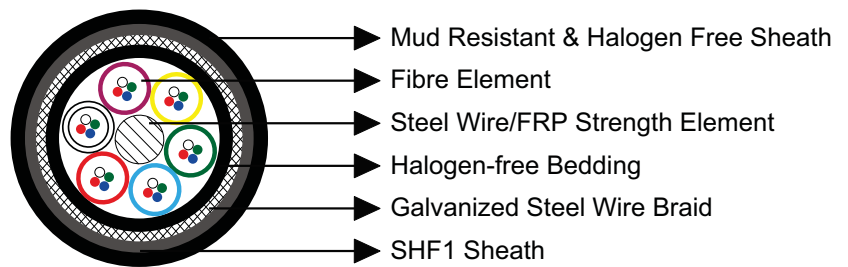 Mud Resistant & Halogen Free Sheath
Fibre Element
Steel Wire/FRP Strength Element
Halogen-free Bedding
Galvanized Steel Wire Braid
SHF1 Sheath